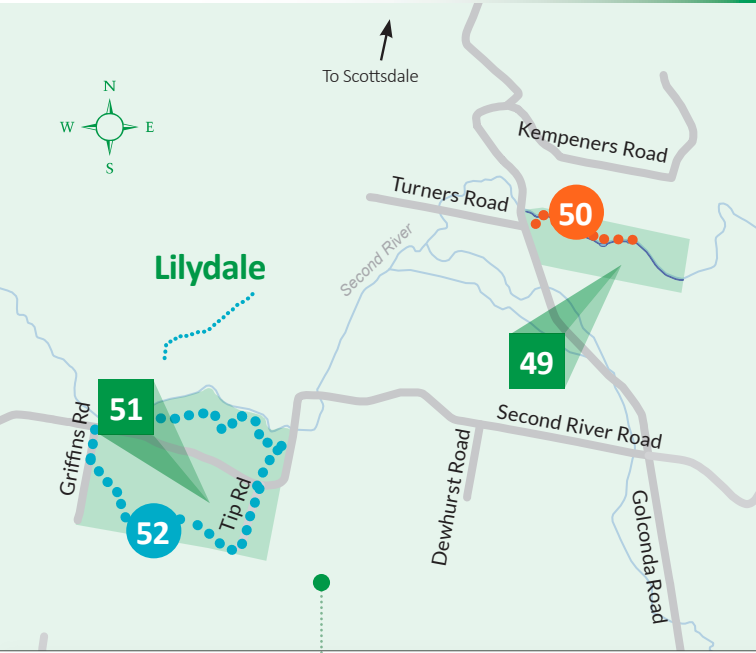 To Scottsdale
N
W
E
S
Kempeners Road
Turners Road
50
Second River
Lilydale
49
51
Griffins Rd
Second River Road
Tip Rd
Dewhurst Road
52
Golconda Road